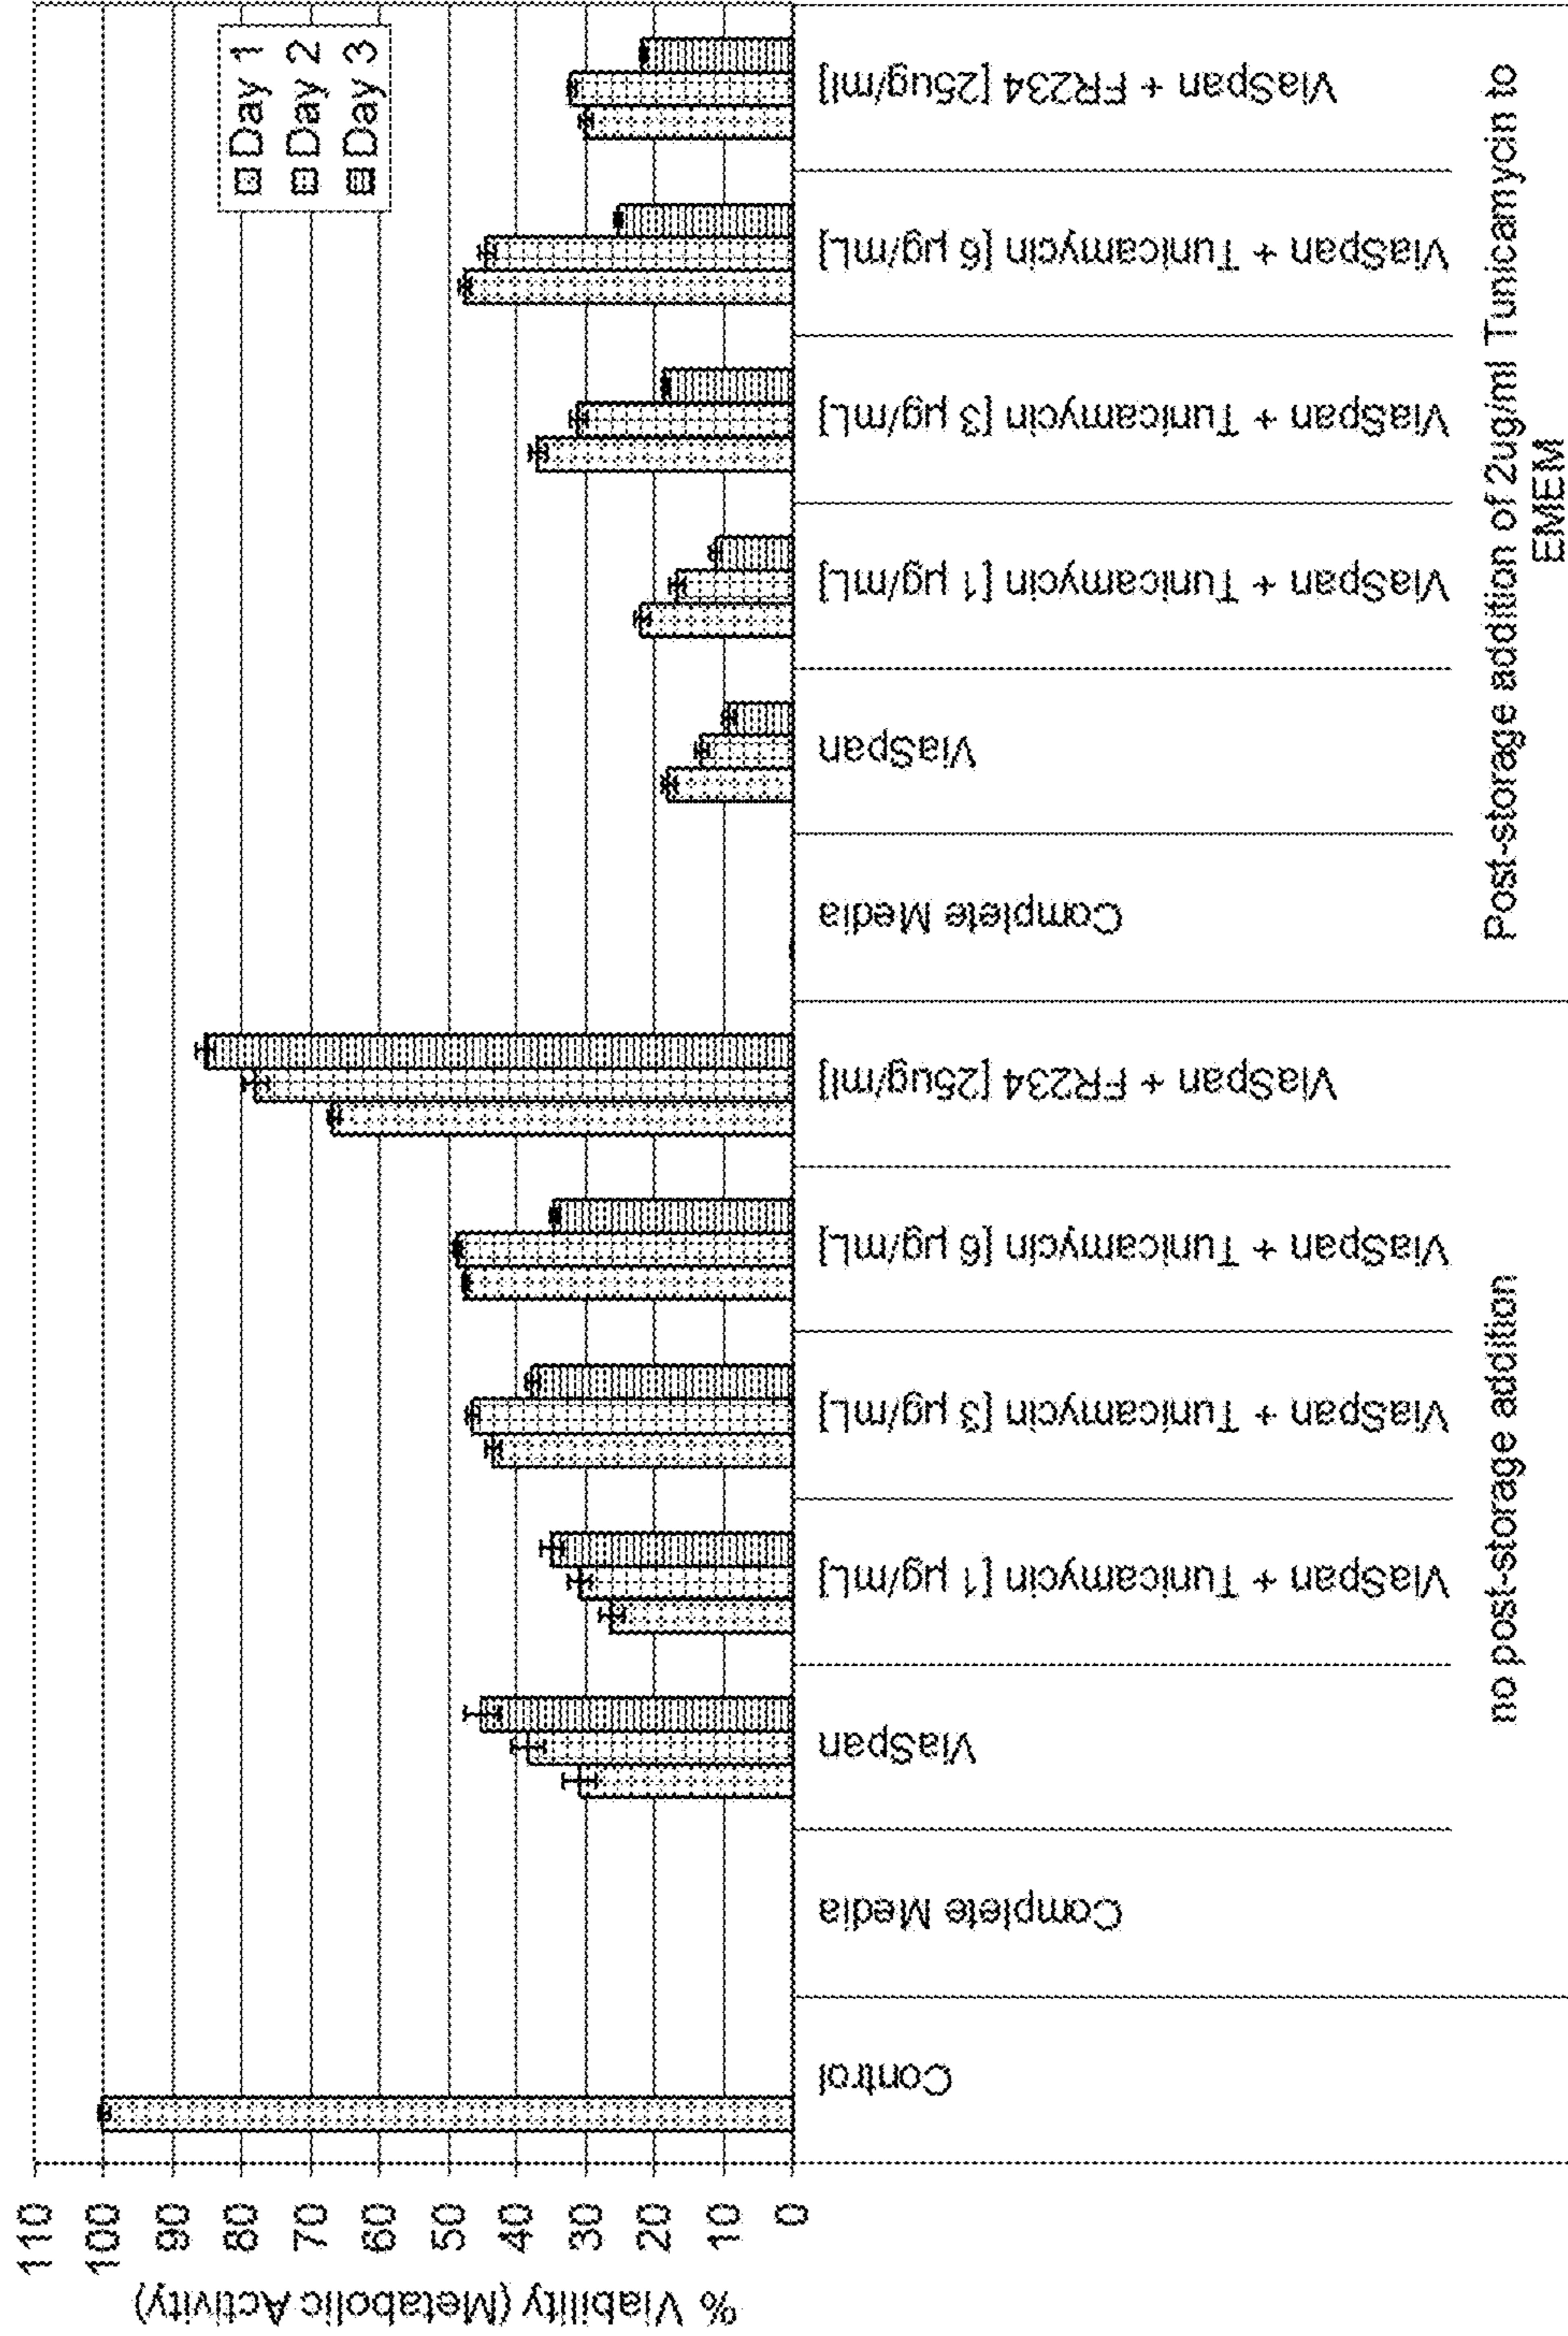 % Viability (Metabolic Activity)
110
100
90
80
70
60
50
40
30
20
10
0
Day 1
Day 2
Day 3
Control
Complete Media
ViaSpan
ViaSpan + Tunicamycin [1 µg/mL]
ViaSpan + Tunicamycin [3 µg/mL]
ViaSpan + Tunicamycin [6 µg/mL]
ViaSpan + FR234 [25ug/ml]
Complete Media
ViaSpan
ViaSpan + Tunicamycin [1 µg/mL]
ViaSpan + Tunicamycin [3 µg/mL]
ViaSpan + Tunicamycin [6 µg/mL]
ViaSpan + FR234 [25ug/ml]
no post-storage addition
Post-storage addition of 2ug/ml Tunicamycin to
EMEM